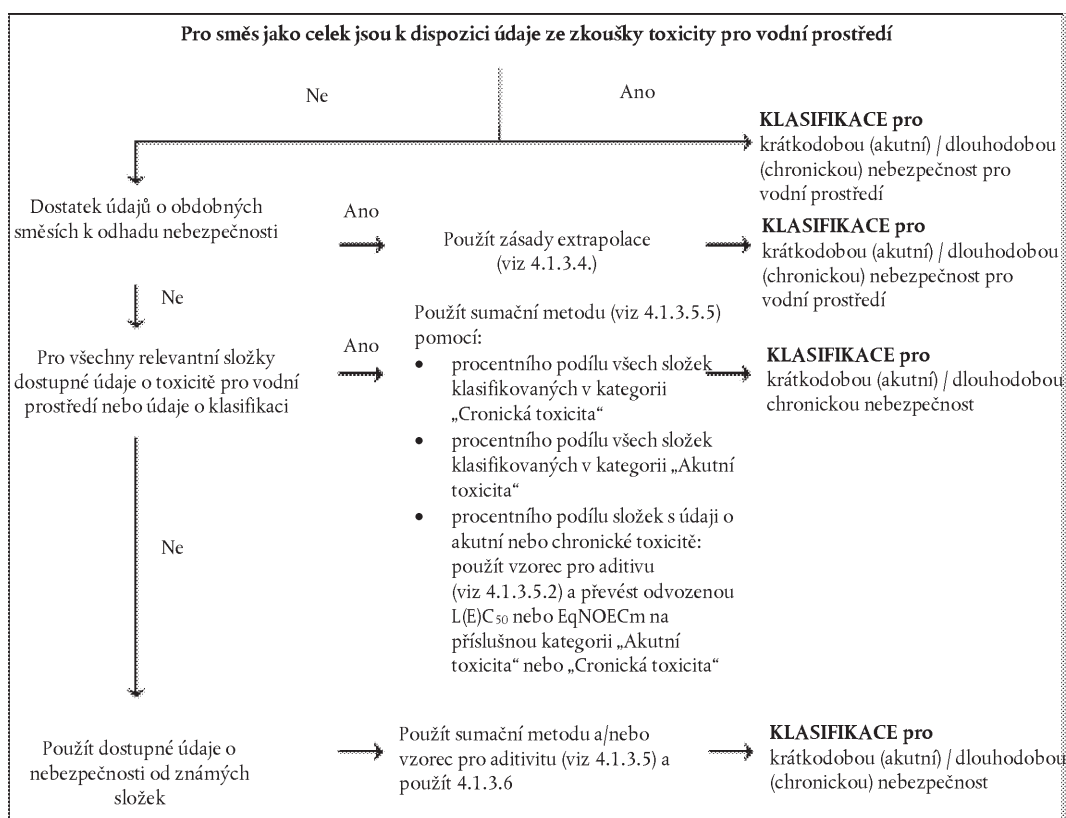 Pro směs jako celek jsou k dispozici údaje ze zkoušky toxicity pro vodní prostředí
Ne
Ano
KLASIFIKACE pro
krátkodobou (akutní) / dlouhodobou
(chronickou) nebezpečnost pro
vodní prostředí
Dostatek údajů o obdobných
směsích k odhadu nebezpečnosti
Ano
Použít zásady extrapolace
(viz 4.1.3.4.)
KLASIFIKACE pro
krátkodobou (akutní) / dlouhodobou
(chronickou) nebezpečnost pro
vodní prostředí
Ne
Pro všechny relevantní složky
dostupné údaje o toxicitě pro vodní
prostředí nebo údaje o klasifikaci
Ano
Použít sumační metodu (viz 4.1.3.5.5)
pomocí:
• procentního podílu všech složek
klasifikovaných v kategorii
„Cronická toxicita“
• procentního podílu všech složek
klasifikovaných v kategorii „Akutní
toxicita“
• procentního podílu složek s údaji o
akutní nebo chronické toxicitě:
použít vzorec pro aditivu
(viz 4.1.3.5.2) a převést odvozenou
L(E)C₅₀ nebo EqNOECm na
příslušnou kategorii „Akutní
toxicita“ nebo „Cronická toxicita“
KLASIFIKACE pro
krátkodobou (akutní) / dlouhodobou
chronickou nebezpečnost
Ne
Použít dostupné údaje o
nebezpečnosti od známých
složek
Použít sumační metodu a/nebo
vzorec pro aditivitu (viz 4.1.3.5) a
použít 4.1.3.6
KLASIFIKACE pro
krátkodobou (akutní) / dlouhodobou
(chronickou) nebezpečnost